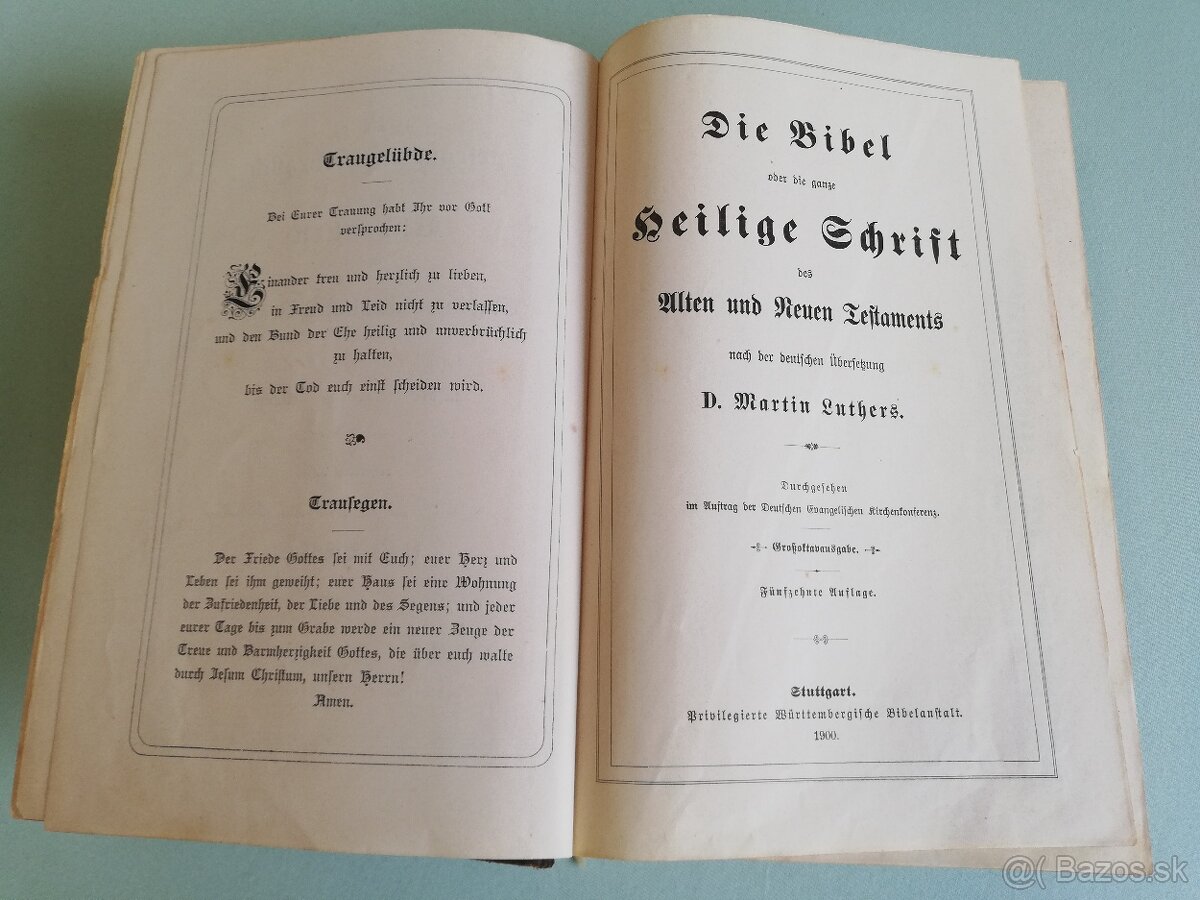 Traugelübde.
Bei Eurer Trauung habt Ihr vor Gott
versprochen:
Einander treu und herzlich zu lieben,
in Freud und Leid nicht zu verlassen,
und den Bund der Ehe heilig und unverbrüchlich
zu halten,
bis der Tod euch einst scheiden wird.
Trausegen.
Der Friede Gottes sei mit Euch; euer Herz und
Leben sei ihm geweiht; euer Haus sei eine Wohnung
der Zufriedenheit, der Liebe und des Segens; und jeder
eurer Tage bis zum Grabe werde ein neuer Zeuge der
Treue und Barmherzigkeit Gottes, die über euch walte
durch Jesum Christum, unsern Herrn!
Amen.
Die Bibel
oder die ganze
Heilige Schrift
des
Alten und Neuen Testaments
nach der deutschen Übersetzung
D. Martin Luthers.
Durchgesehen
im Auftrag der Deutschen Evangelischen Kirchenkonferenz.
Großoktavausgabe.
Fünfzehnte Auflage.
Stuttgart.
Privilegierte Württembergische Bibelanstalt.
1900.
@( Bazos.sk